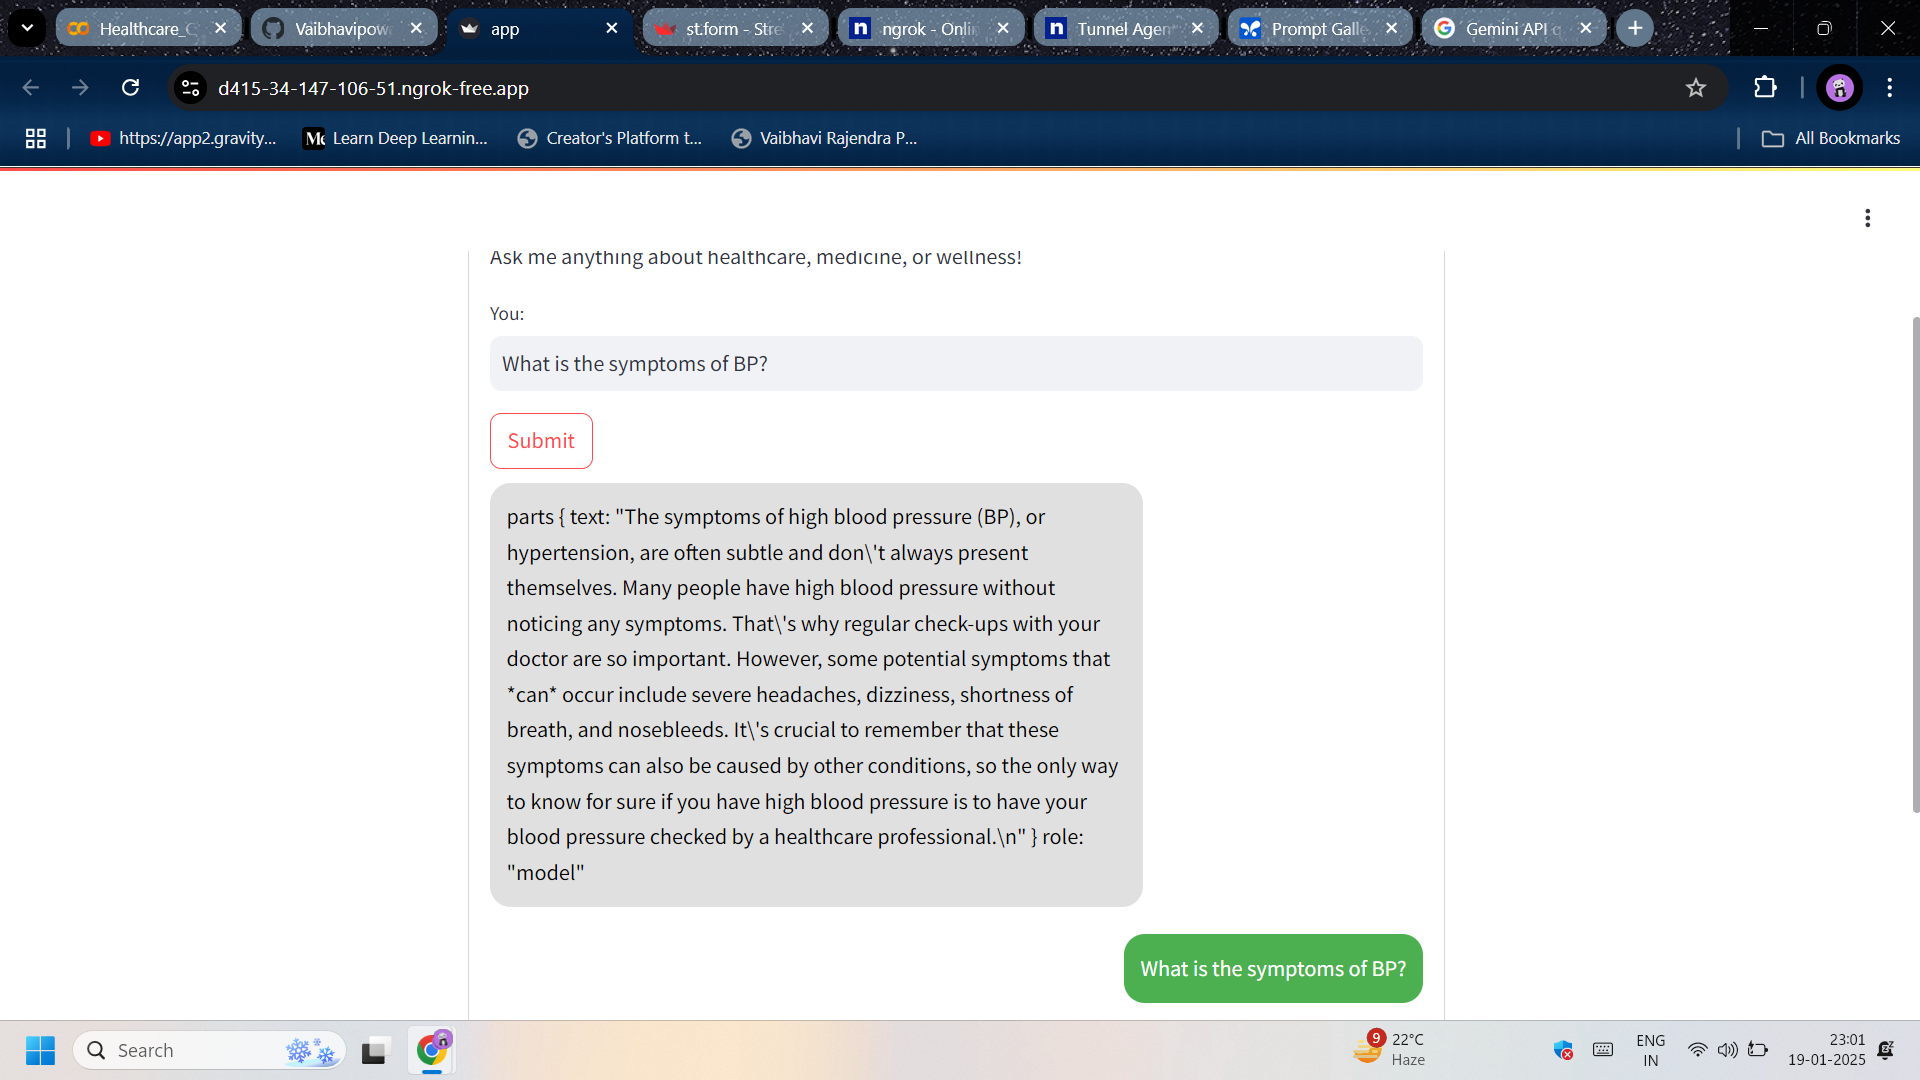 Healthcare_C
Vaibhavipow
app
st.form - Stre
ngrok - Onli
Tunnel Agen
Prompt Galle
Gemini API q
d415-34-147-106-51.ngrok-free.app
https://app2.gravity...
Learn Deep Learnin...
Creator's Platform t...
Vaibhavi Rajendra P...
All Bookmarks
Ask me anything about healthcare, medicine, or wellness!
You:
What is the symptoms of BP?
Submit
parts { text: "The symptoms of high blood pressure (BP), or
hypertension, are often subtle and don\'t always present
themselves. Many people have high blood pressure without
noticing any symptoms. That\'s why regular check-ups with your
doctor are so important. However, some potential symptoms that
*can* occur include severe headaches, dizziness, shortness of
breath, and nosebleeds. It\'s crucial to remember that these
symptoms can also be caused by other conditions, so the only way
to know for sure if you have high blood pressure is to have your
blood pressure checked by a healthcare professional.\n" } role:
"model"
What is the symptoms of BP?
Search
9
22°C
Haze
ENG
IN
23:01
19-01-2025